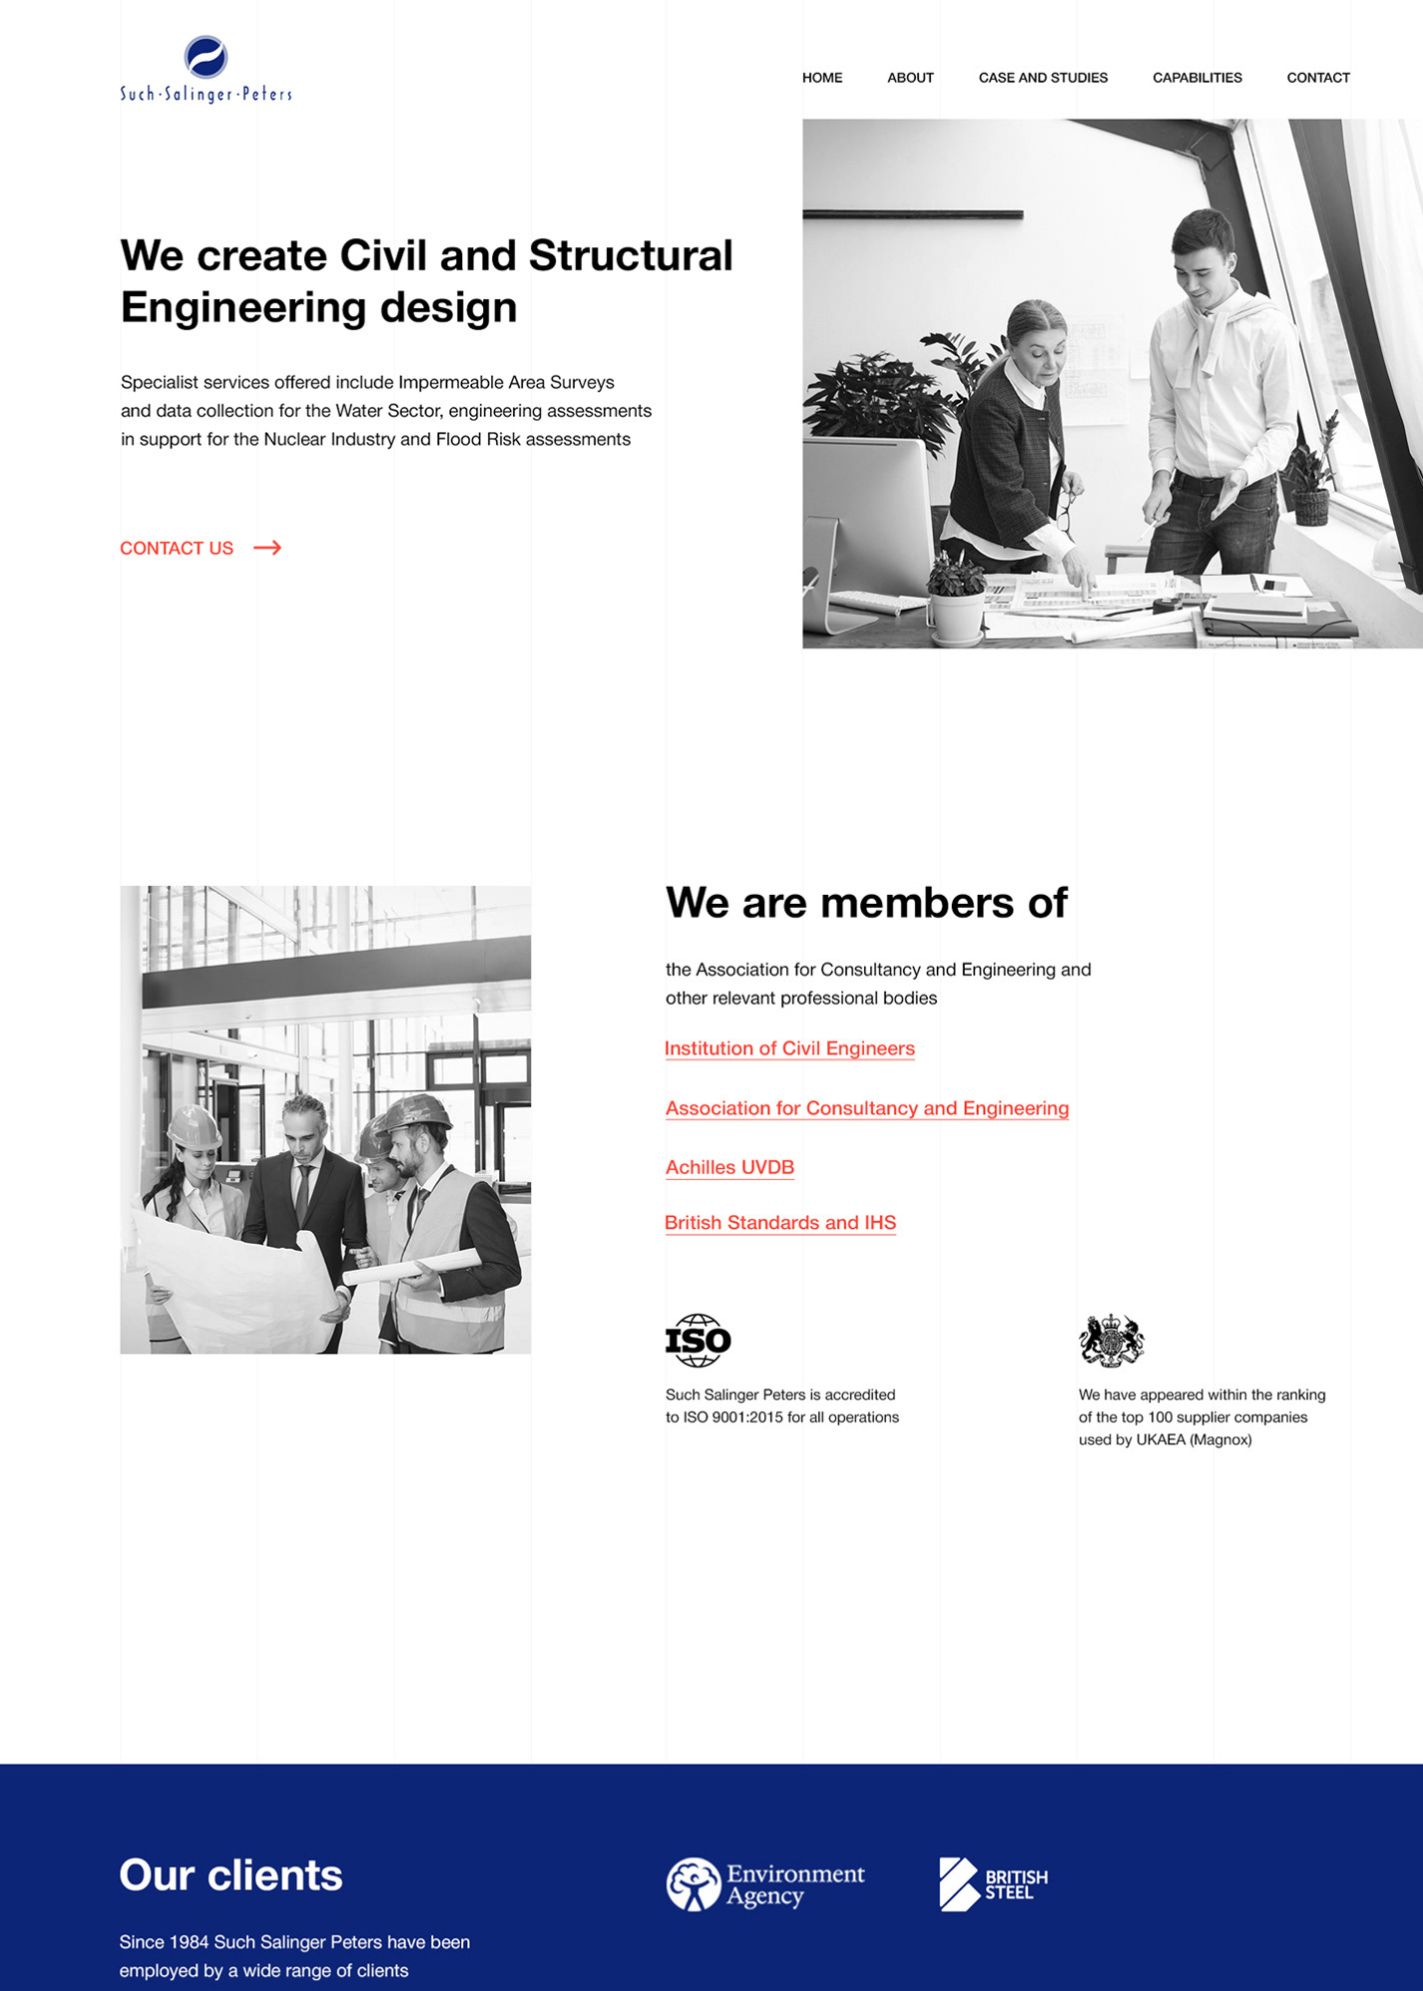 Such·Salinger·Peters
HOME ABOUT CASE AND STUDIES CAPABILITIES CONTACT
We create Civil and Structural
Engineering design
Specialist services offered include Impermeable Area Surveys
and data collection for the Water Sector, engineering assessments
in support for the Nuclear Industry and Flood Risk assessments
CONTACT US
We are members of
the Association for Consultancy and Engineering and
other relevant professional bodies
Institution of Civil Engineers
Association for Consultancy and Engineering
Achilles UVDB
British Standards and IHS
ISO
Such Salinger Peters is accredited
to ISO 9001:2015 for all operations
We have appeared within the ranking
of the top 100 supplier companies
used by UKAEA (Magnox)
Our clients
Since 1984 Such Salinger Peters have been
employed by a wide range of clients
Environment
Agency
BRITISH
STEEL